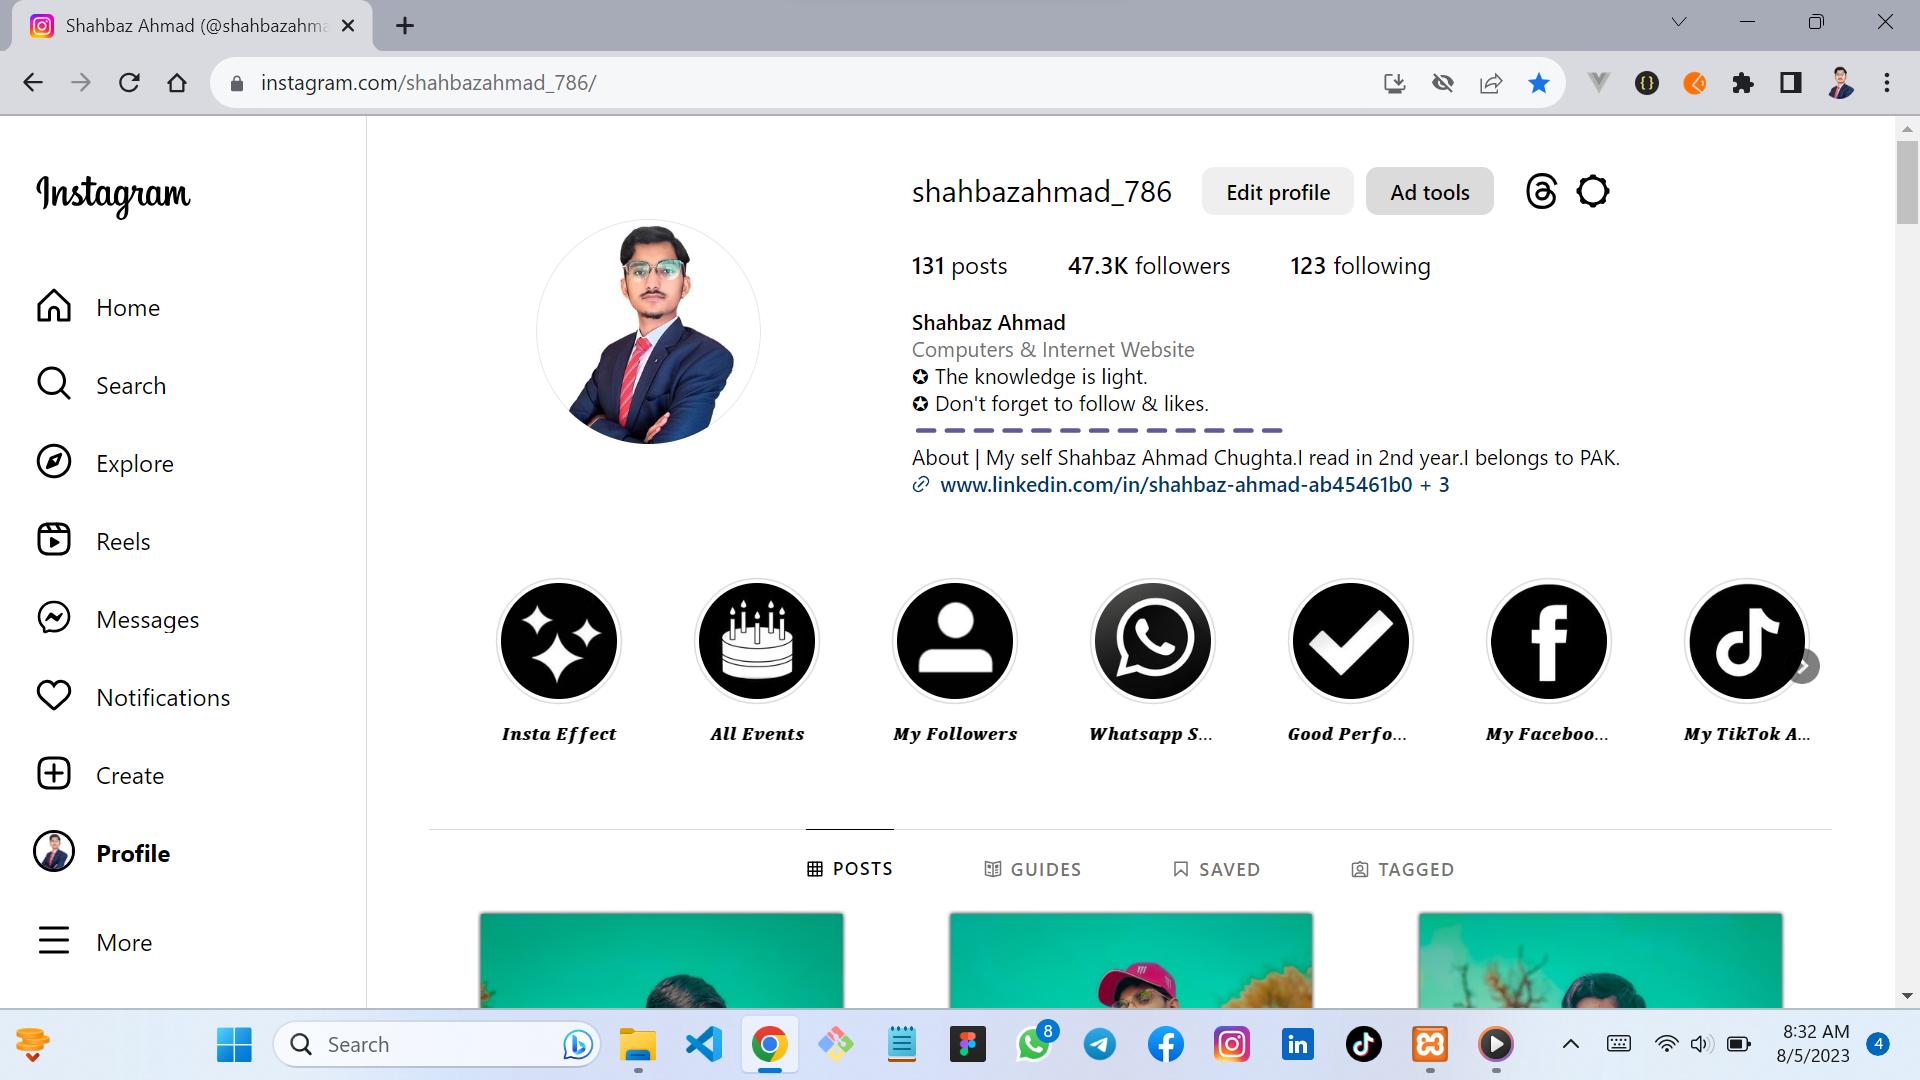 Shahbaz Ahmad (@shahbazahma
instagram.com/shahbazahmad_786/
Instagram
Home
Search
Explore
Reels
Messages
Notifications
Create
Profile
More
shahbazahmad_786
Edit profile
Ad tools
131 posts
47.3K followers
123 following
Shahbaz Ahmad
Computers & Internet Website
✪ The knowledge is light.
✪ Don't forget to follow & likes.
About | My self Shahbaz Ahmad Chughta.I read in 2nd year.I belongs to PAK.
www.linkedin.com/in/shahbaz-ahmad-ab45461b0 + 3
Insta Effect
All Events
My Followers
Whatsapp S...
Good Perfo...
My Faceboo...
My TikTok A...
POSTS
GUIDES
SAVED
TAGGED
Search
8
8:32 AM
8/5/2023
4